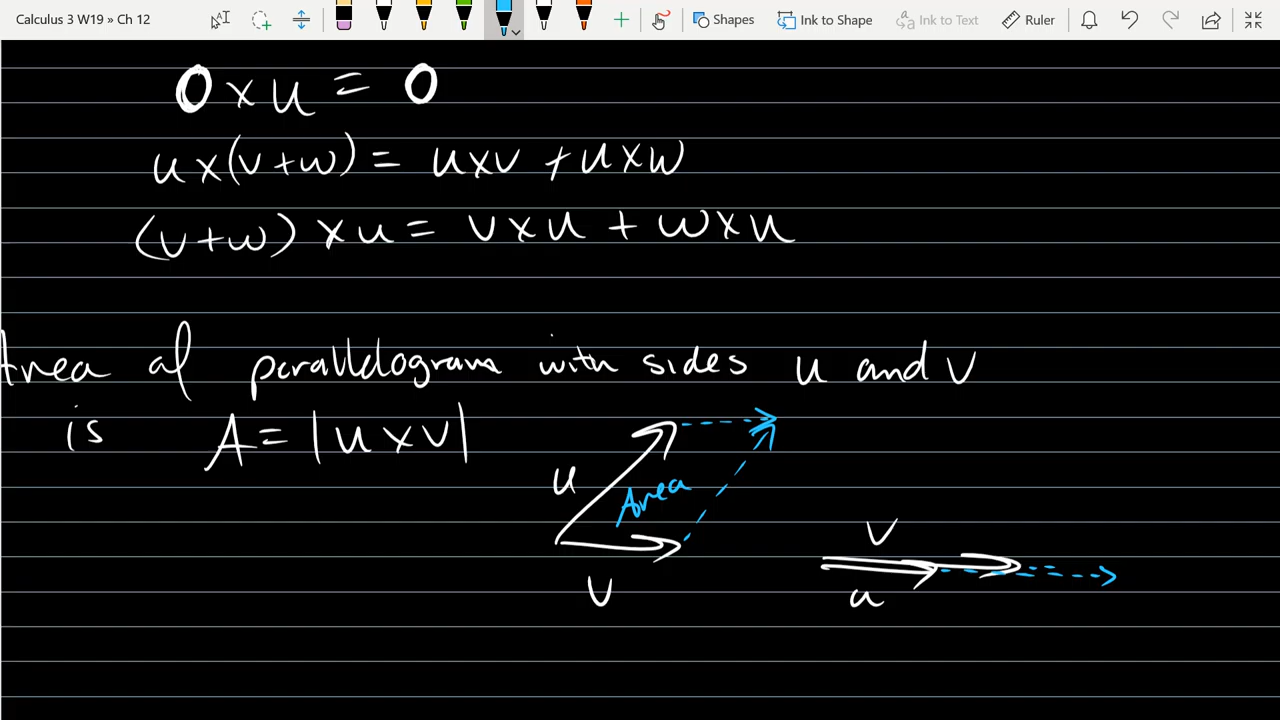 Calculus 3 W19 » Ch 12
Shapes
Ink to Shape
Ink to Text
Ruler
0 x u = 0
u x (v + w) = u x v + u x w
(v + w) x u = v x u + w x u
Area of parallelogram with sides u and v
is A = |u x v|
u
Area
v
v
u